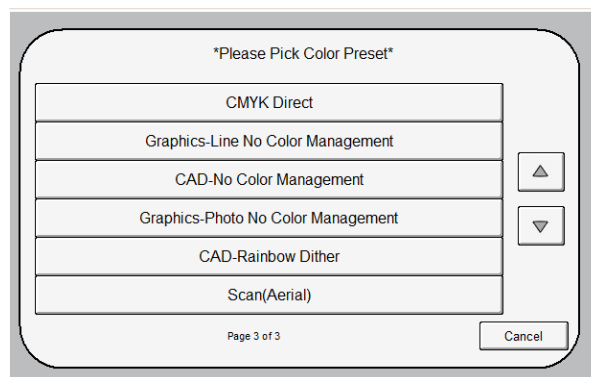 *Please Pick Color Preset*
CMYK Direct
Graphics-Line No Color Management
CAD-No Color Management
Graphics-Photo No Color Management
CAD-Rainbow Dither
Scan(Aerial)
Page 3 of 3
Cancel